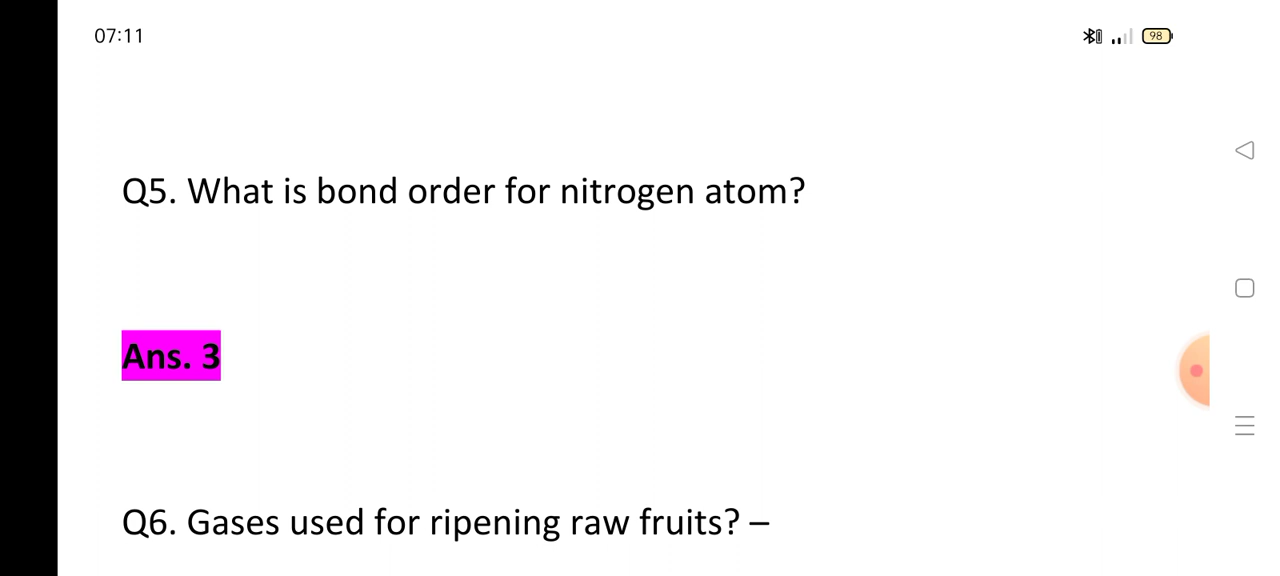 07:11
98
Q5. What is bond order for nitrogen atom?
Ans. 3
Q6. Gases used for ripening raw fruits? –